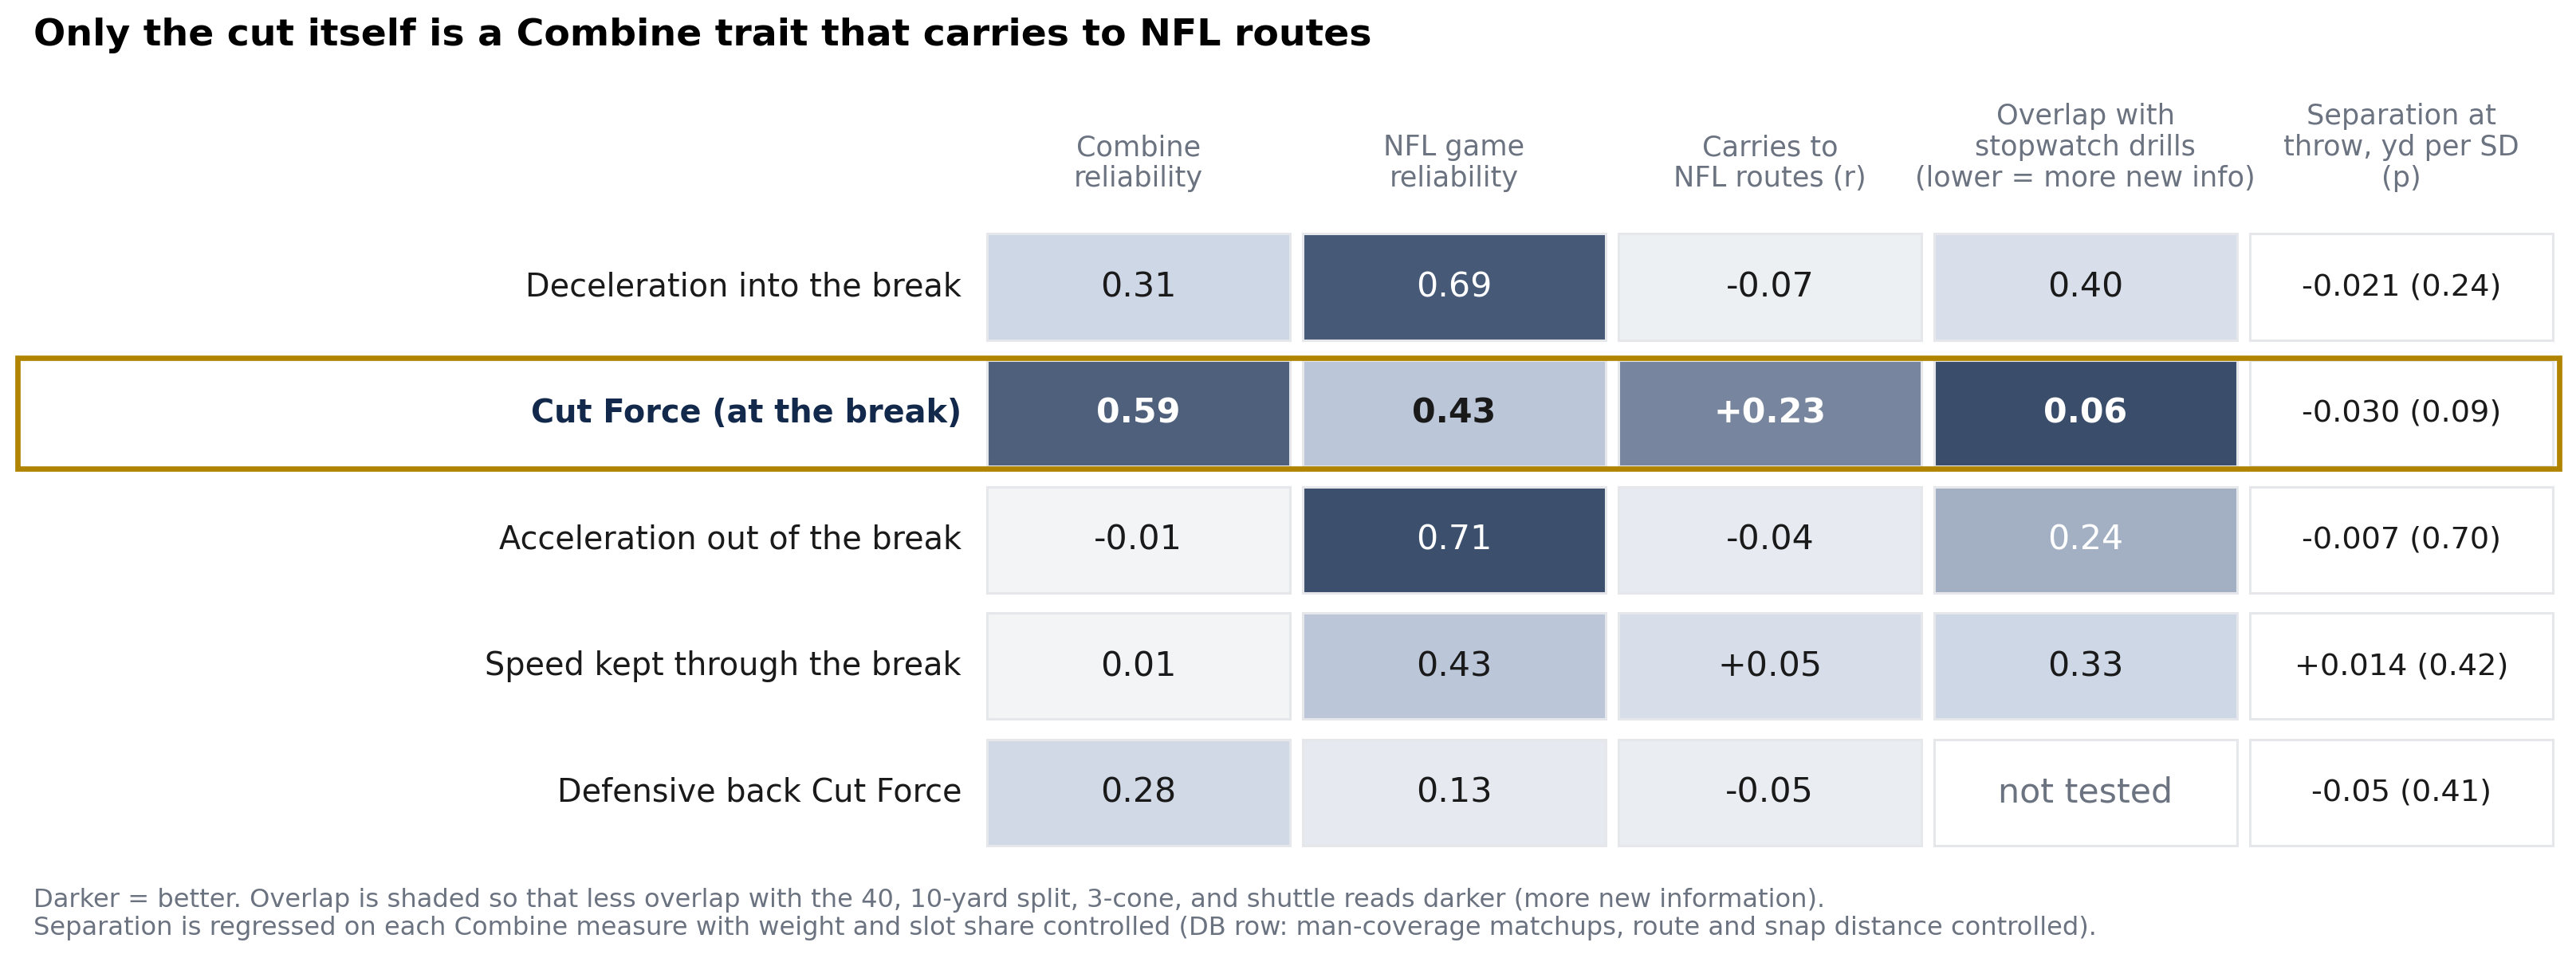 Only the cut itself is a Combine trait that carries to NFL routes
Combine
reliability
NFL game
reliability
Carries to
NFL routes (r)
Overlap with
stopwatch drills
(lower = more new info)
Separation at
throw, yd per SD
(p)
Deceleration into the break 0.31 0.69 -0.07 0.40 -0.021 (0.24)
Cut Force (at the break) 0.59 0.43 +0.23 0.06 -0.030 (0.09)
Acceleration out of the break -0.01 0.71 -0.04 0.24 -0.007 (0.70)
Speed kept through the break 0.01 0.43 +0.05 0.33 +0.014 (0.42)
Defensive back Cut Force 0.28 0.13 -0.05 not tested -0.05 (0.41)
Darker = better. Overlap is shaded so that less overlap with the 40, 10-yard split, 3-cone, and shuttle reads darker (more new information).
Separation is regressed on each Combine measure with weight and slot share controlled (DB row: man-coverage matchups, route and snap distance controlled).